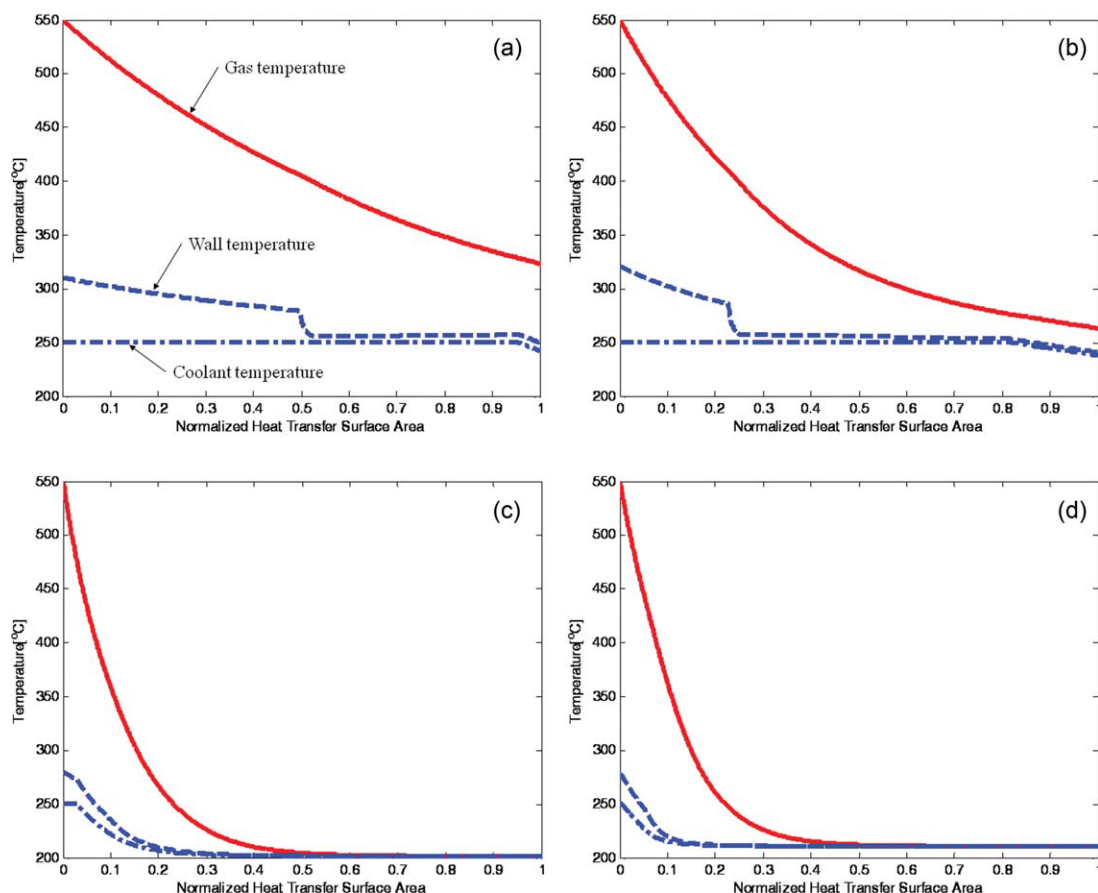 (a)
Gas temperature
Wall temperature
Coolant temperature
Temperature[°C]
550
500
450
400
350
300
250
200
0 0.1 0.2 0.3 0.4 0.5 0.6 0.7 0.8 0.9 1
Normalized Heat Transfer Surface Area
(b)
Temperature[°C]
550
500
450
400
350
300
250
200
0 0.1 0.2 0.3 0.4 0.5 0.6 0.7 0.8 0.9 1
Normalized Heat Transfer Surface Area
(c)
Temperature[°C]
550
500
450
400
350
300
250
200
0 0.1 0.2 0.3 0.4 0.5 0.6 0.7 0.8 0.9 1
Normalized Heat Transfer Surface Area
(d)
Temperature[°C]
550
500
450
400
350
300
250
200
0 0.1 0.2 0.3 0.4 0.5 0.6 0.7 0.8 0.9 1
Normalized Heat Transfer Surface Area